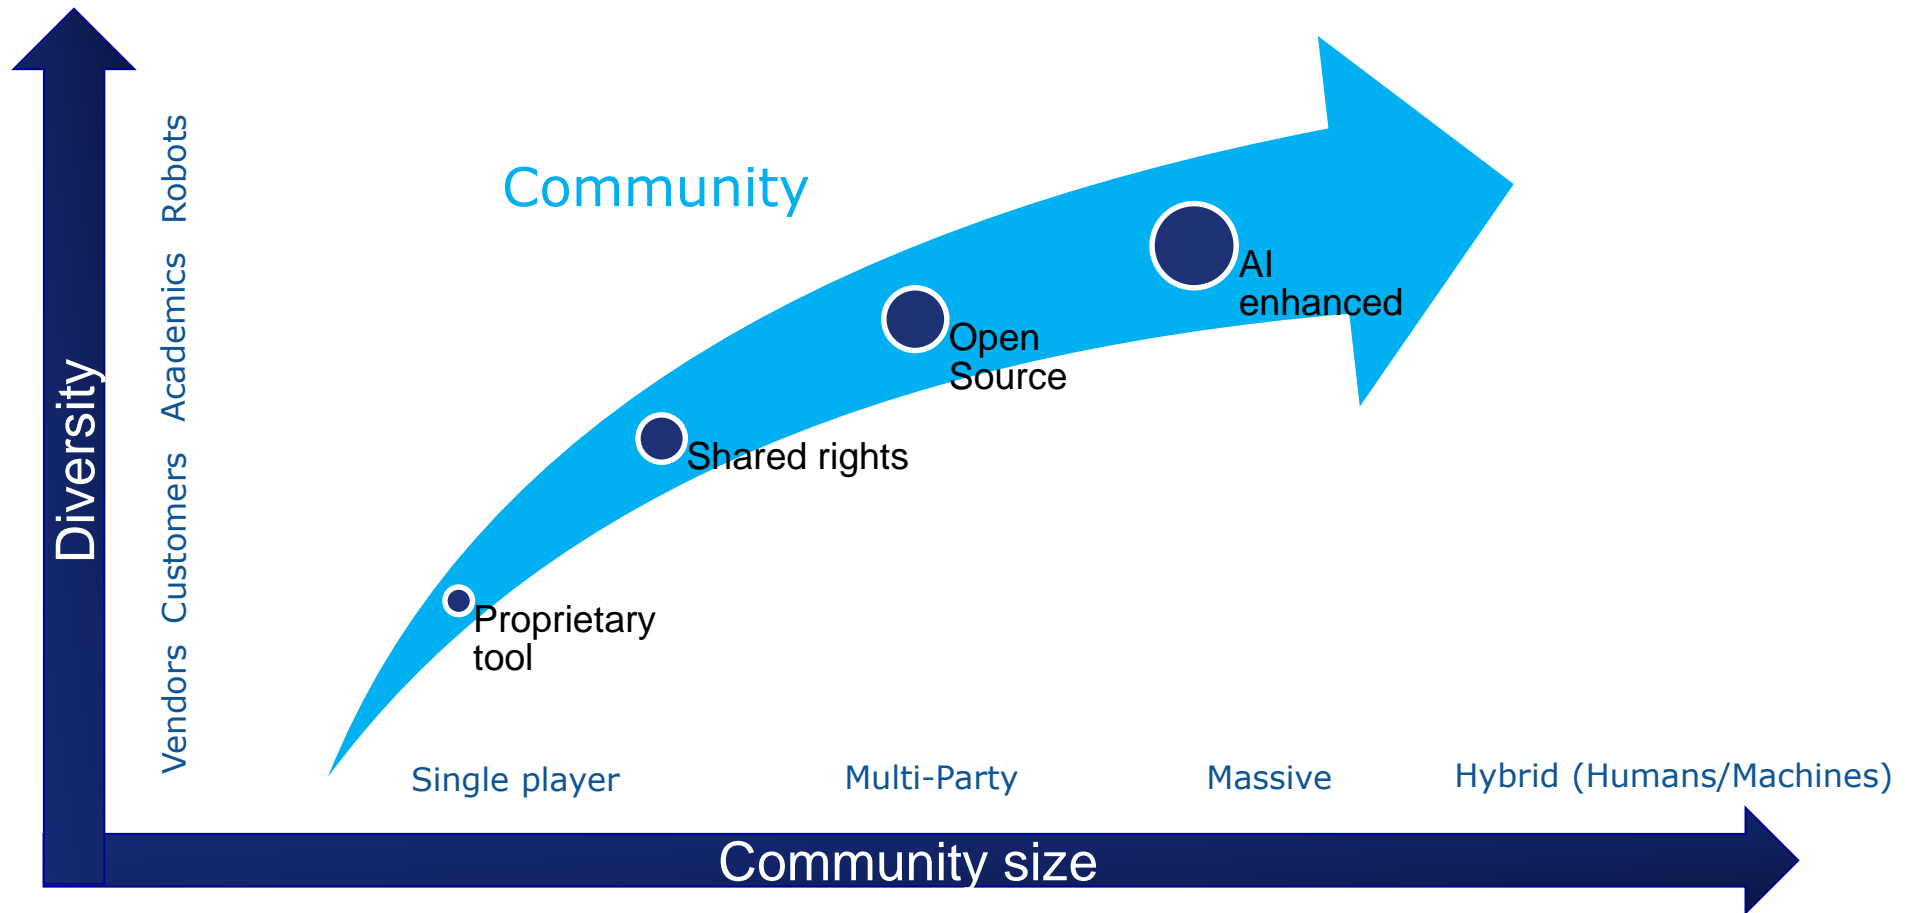 Community
AI
enhanced
Open
Source
Shared rights
Proprietary
tool
Diversity
Robots
Academics
Customers
Vendors
Single player
Multi-Party
Massive
Hybrid (Humans/Machines)
Community size